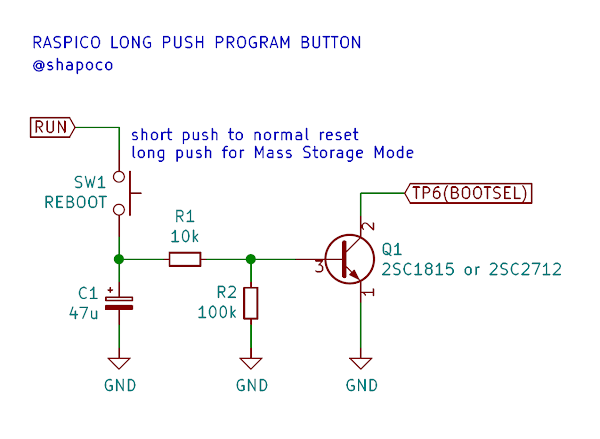 RASPICO LONG PUSH PROGRAM BUTTON
@shapoco
RUN
short push to normal reset
long push for Mass Storage Mode
SW1
REBOOT
TP6(BOOTSEL)
R1
10k
2
Q1
2SC1815 or 2SC2712
3
1
C1
+
47u
R2
100k
GND
GND
GND